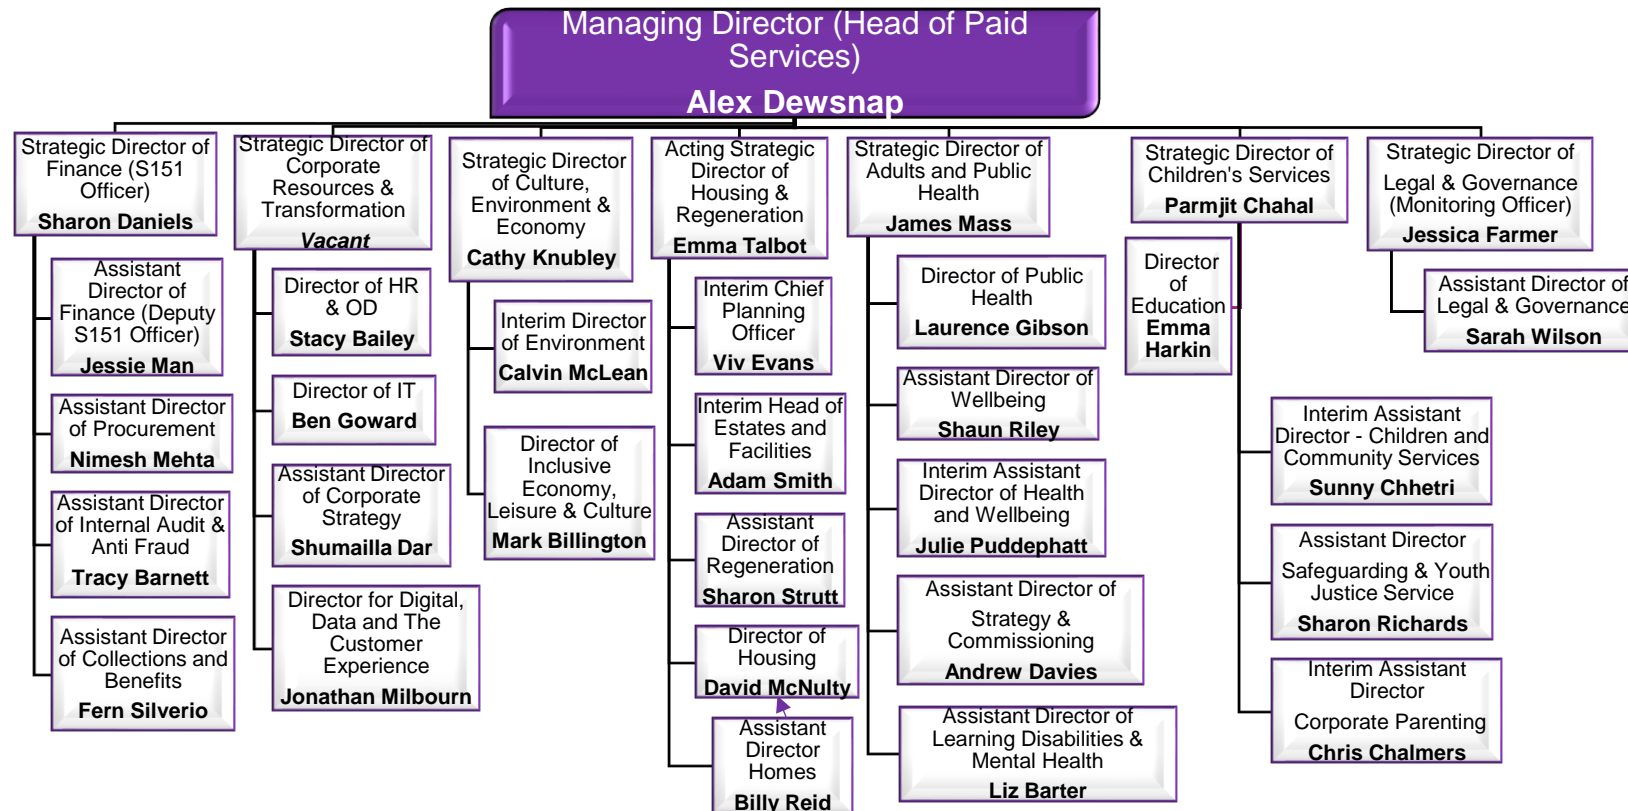 Managing Director (Head of Paid
Services)
Alex Dewsnap
Strategic Director of
Finance (S151
Officer)
Sharon Daniels
Assistant
Director of
Finance (Deputy
S151 Officer)
Jessie Man
Assistant Director
of Procurement
Nimesh Mehta
Assistant Director
of Internal Audit &
Anti Fraud
Tracy Barnett
Assistant Director
of Collections and
Benefits
Fern Silverio
Strategic Director of
Corporate
Resources &
Transformation
Vacant
Director of HR
& OD
Stacy Bailey
Director of IT
Ben Goward
Assistant Director
of Corporate
Strategy
Shumailla Dar
Director for Digital,
Data and The
Customer
Experience
Jonathan Milbourn
Strategic Director
of Culture,
Environment &
Economy
Cathy Knubley
Interim Director
of Environment
Calvin McLean
Director of
Inclusive
Economy,
Leisure & Culture
Mark Billington
Acting Strategic
Director of
Housing &
Regeneration
Emma Talbot
Interim Chief
Planning
Officer
Viv Evans
Interim Head of
Estates and
Facilities
Adam Smith
Assistant
Director of
Regeneration
Sharon Strutt
Director of
Housing
David McNulty
Assistant
Director
Homes
Billy Reid
Strategic Director of
Adults and Public
Health
James Mass
Director of Public
Health
Laurence Gibson
Assistant Director of
Wellbeing
Shaun Riley
Interim Assistant
Director of Health
and Wellbeing
Julie Puddephatt
Assistant Director of
Strategy &
Commissioning
Andrew Davies
Assistant Director of
Learning Disabilities &
Mental Health
Liz Barter
Strategic Director of
Children's Services
Parmjit Chahal
Director
of
Education
Emma
Harkin
Interim Assistant
Director - Children and
Community Services
Sunny Chhetri
Assistant Director
Safeguarding & Youth
Justice Service
Sharon Richards
Interim Assistant
Director
Corporate Parenting
Chris Chalmers
Strategic Director of
Legal & Governance
(Monitoring Officer)
Jessica Farmer
Assistant Director of
Legal & Governance
Sarah Wilson